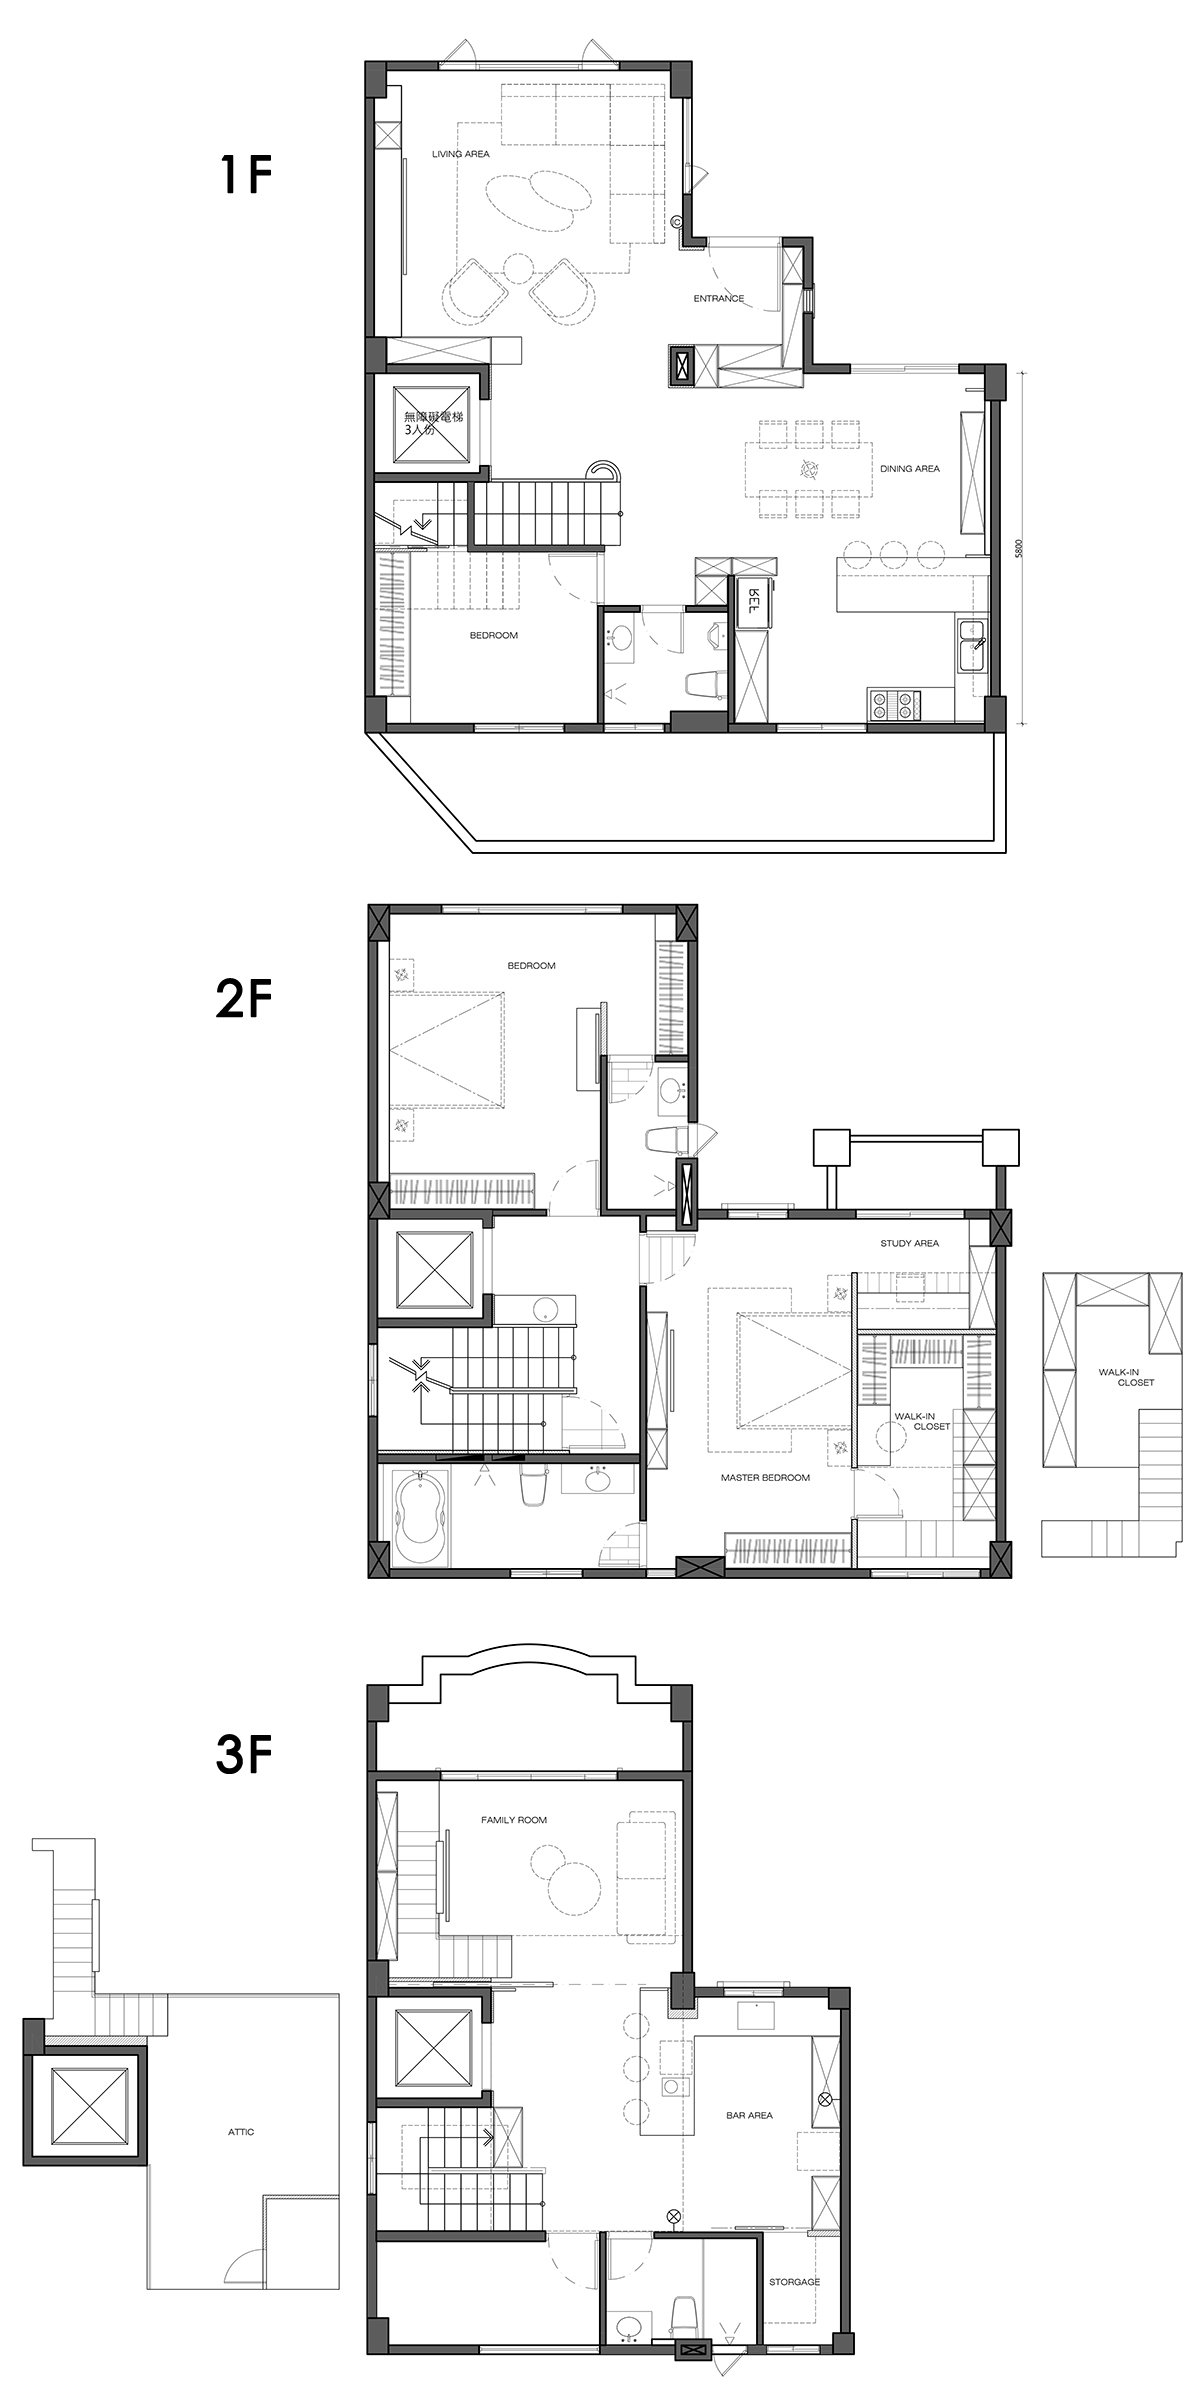 1F
LIVING AREA
ENTRANCE
無障礙電梯
3人份
DINING AREA
5800
REF
BEDROOM
2F
BEDROOM
STUDY AREA
WALK-IN
CLOSET
WALK-IN
CLOSET
MASTER BEDROOM
3F
FAMILY ROOM
BAR AREA
ATTIC
STORGAGE